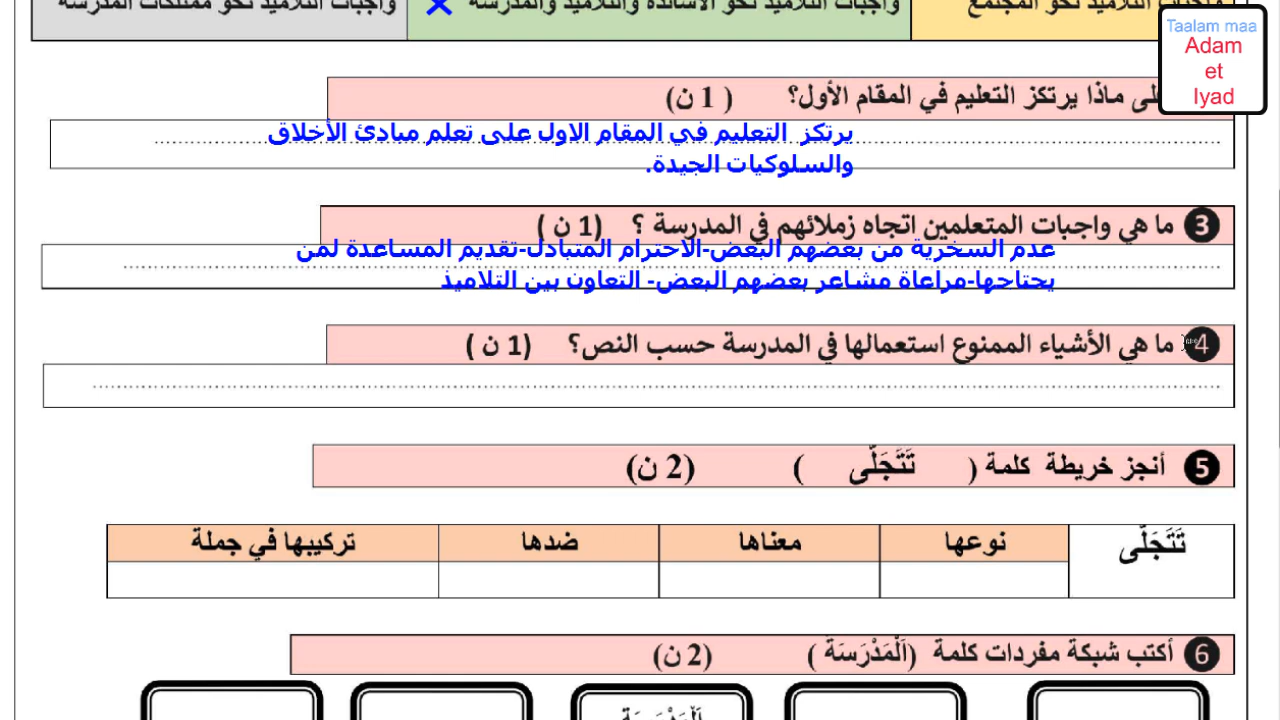 واجبات التلاميذ نحو المجتمع
واجبات التلاميذ نحو الأساتذة والتلاميذ والمدرسة
واجبات التلاميذ نحو ممتلكات المدرسة
Taalam maa
Adam
et
Iyad
ماذا يرتكز التعليم في المقام الأول؟ ( 1 ن)
يرتكز التعليم في المقام الاول على تعلم مبادئ الأخلاق
والسلوكيات الجيدة.
3 ما هي واجبات المتعلمين اتجاه زملائهم في المدرسة ؟ (1 ن )
عدم السخرية من بعضهم البعض-الاحترام المتبادل-تقديم المساعدة لمن
يحتاجها-مراعاة مشاعر بعضهم البعض- التعاون بين التلاميذ
4 ما هي الأشياء الممنوع استعمالها في المدرسة حسب النص؟ (1 ن )
5 أنجز خريطة كلمة ( تَتَجَلَّى ) (2 ن)
تَتَجَلَّى
نوعها
معناها
ضدها
تركيبها في جملة
6 أكتب شبكة مفردات كلمة (اَلْمَدْرَسَة ) (2 ن)
اَلْمَدْرَسَة